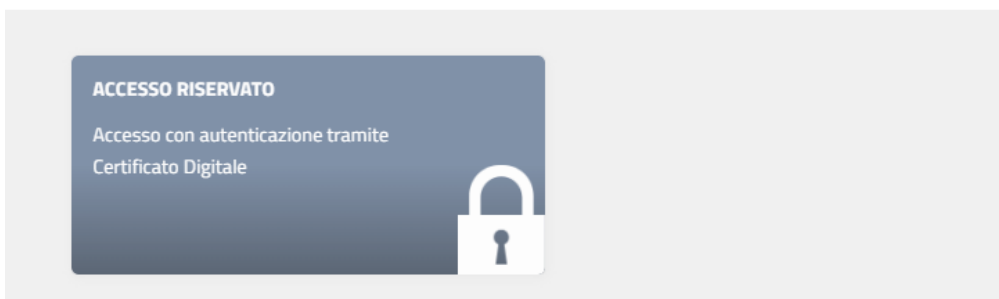 ACCESSO RISERVATO
Accesso con autenticazione tramite
Certificato Digitale